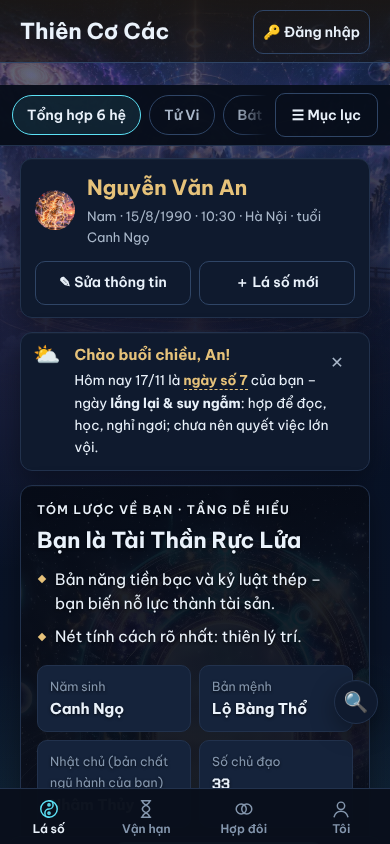 Thiên Cơ Các
🔑 Đăng nhập
Tổng hợp 6 hệ
Tử Vi
Bát
☰ Mục lục
Nguyễn Văn An
Nam · 15/8/1990 · 10:30 · Hà Nội · tuổi
Canh Ngọ
✎ Sửa thông tin
+ Lá số mới
Chào buổi chiều, An!
Hôm nay 17/11 là ngày số 7 của bạn –
ngày lắng lại & suy ngẫm: hợp để đọc,
học, nghỉ ngơi; chưa nên quyết việc lớn
vội.
TÓM LƯỢC VỀ BẠN · TẦNG DỄ HIỂU
Bạn là Tài Thần Rực Lửa
Bản năng tiền bạc và kỷ luật thép –
bạn biến nỗ lực thành tài sản.
Nét tính cách rõ nhất: thiên lý trí.
Năm sinh
Canh Ngọ
Bản mệnh
Lộ Bàng Thổ
Nhật chủ (bản chất
ngũ hành của bạn)
Số chủ đạo
33
Lá số
Vận hạn
Hợp đôi
Tôi